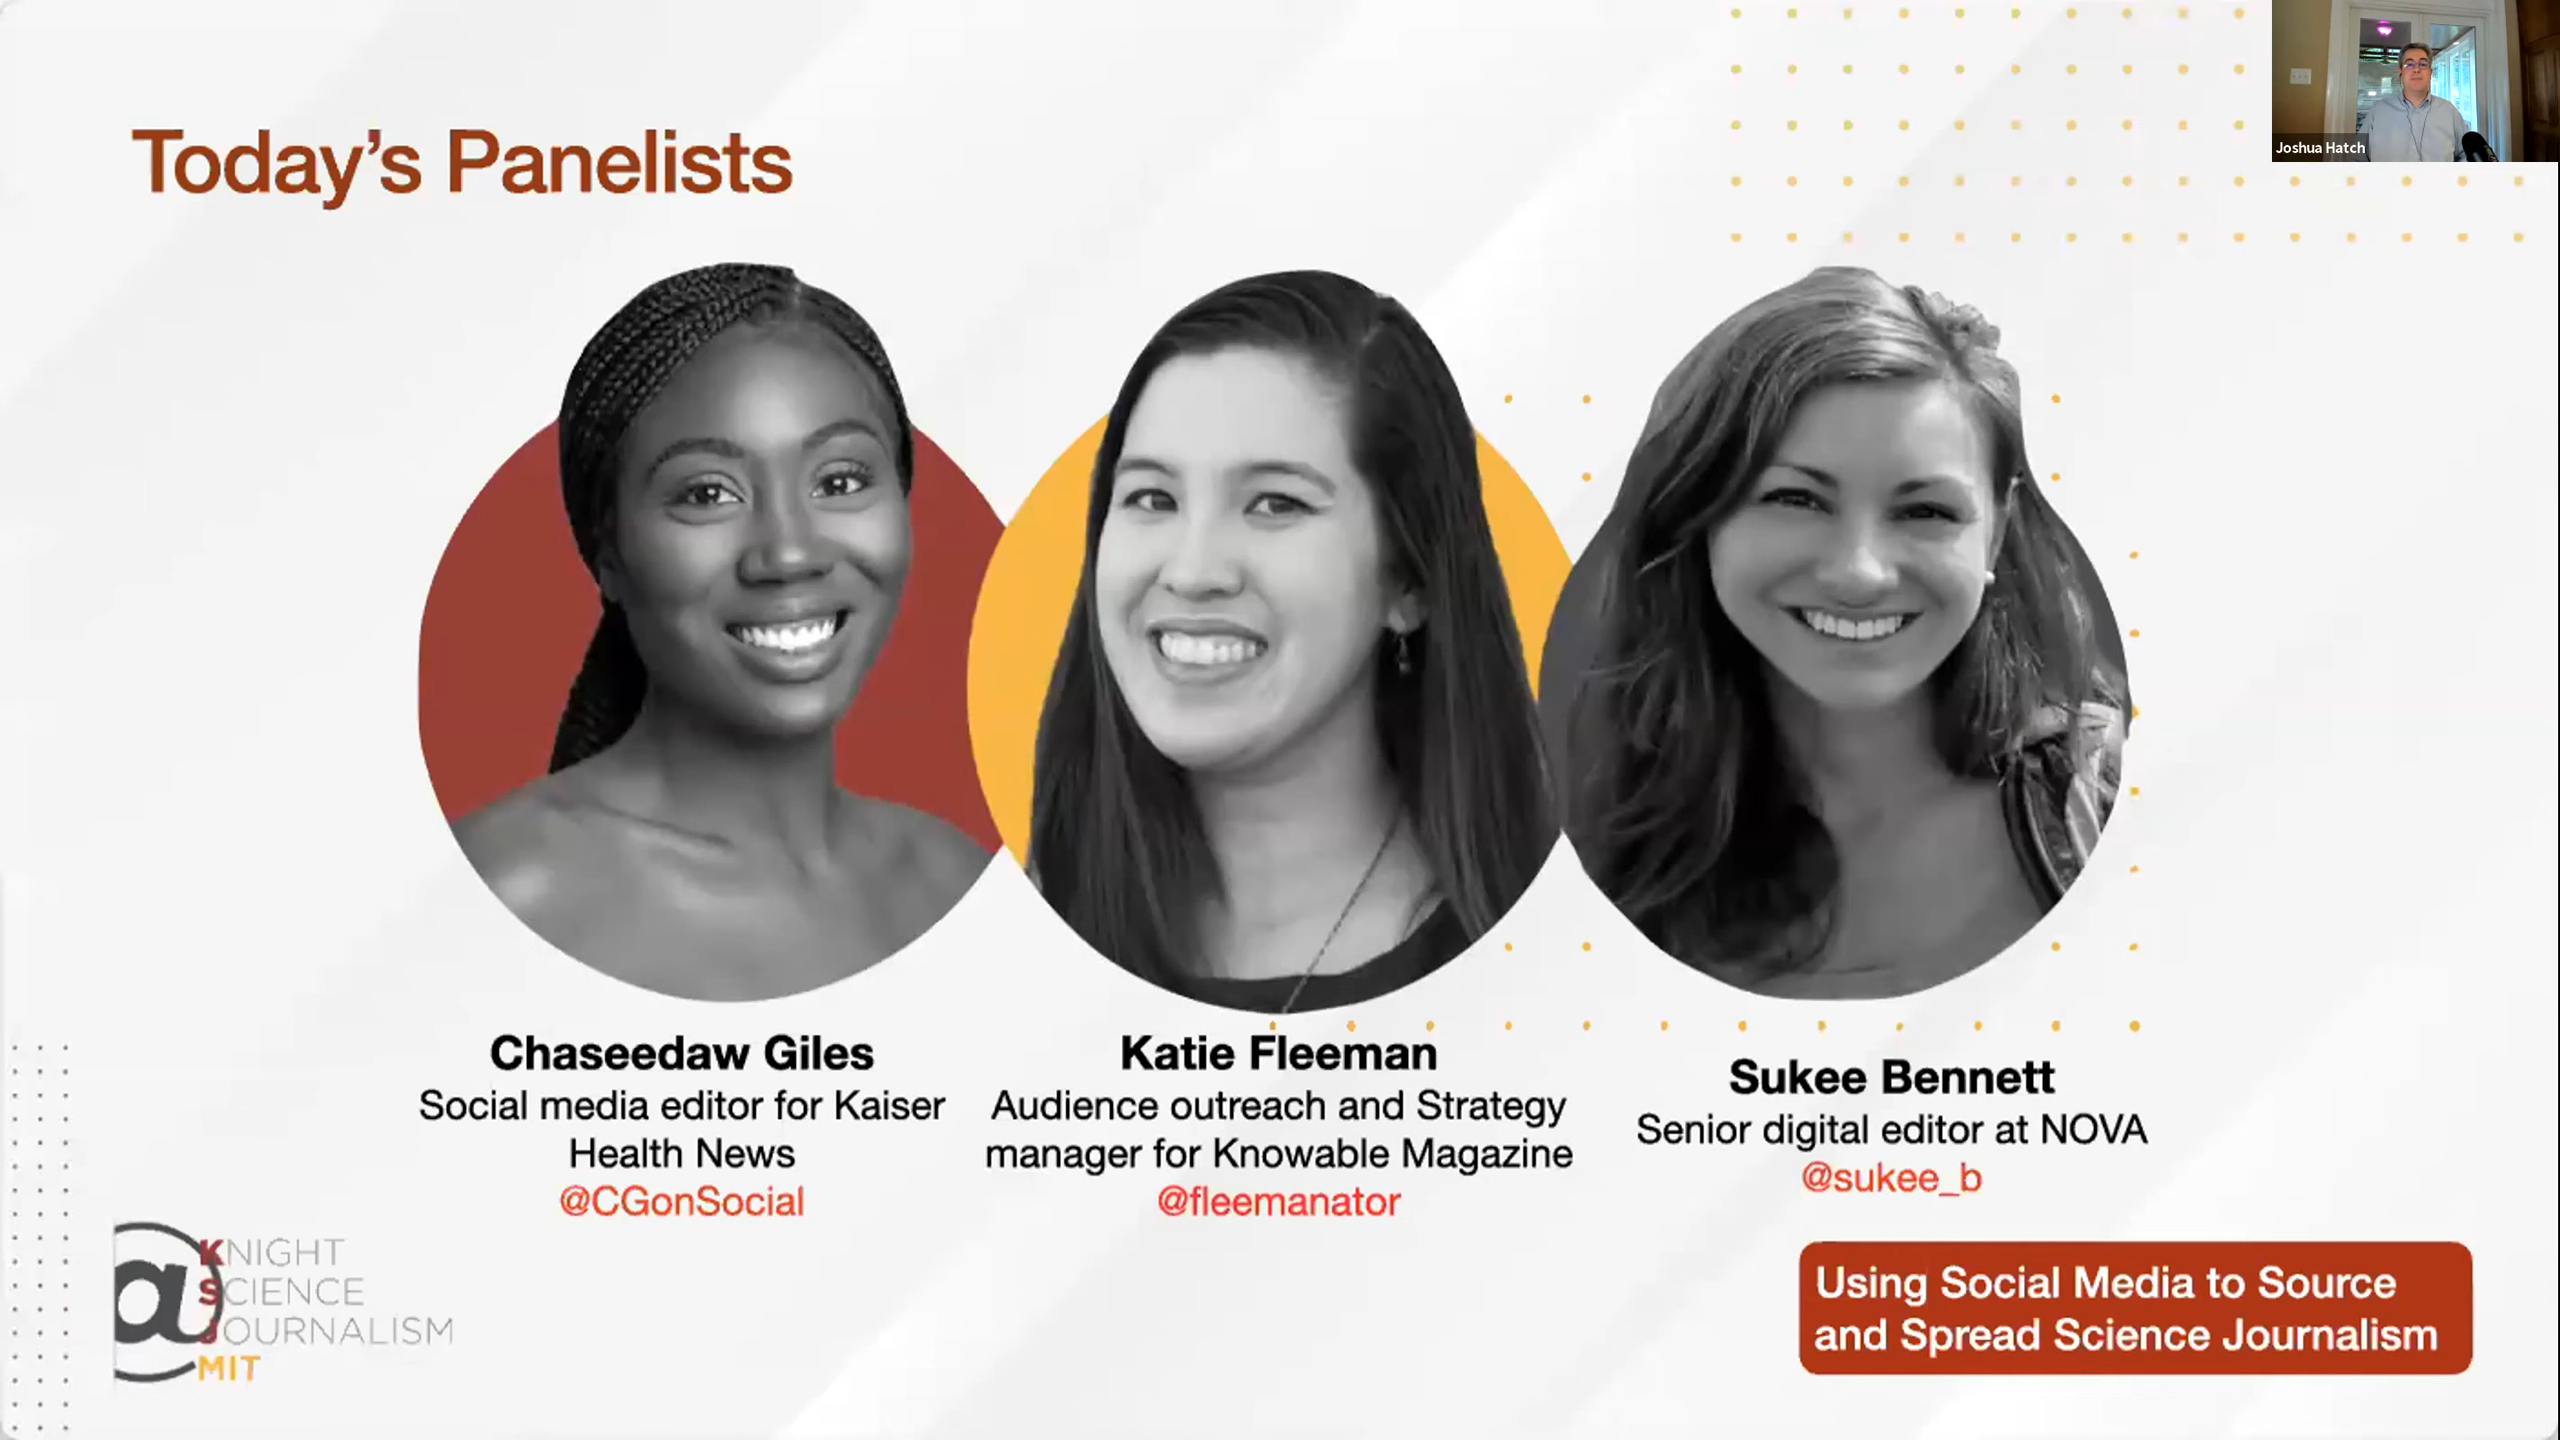 Joshua Hatch
Today's Panelists
Chaseedaw Giles
Social media editor for Kaiser
Health News
@CGonSocial
Katie Fleeman
Audience outreach and Strategy
manager for Knowable Magazine
@fleemanator
Sukee Bennett
Senior digital editor at NOVA
@sukee_b
@KNIGHT
SCIENCE
JOURNALISM
MIT
Using Social Media to Source
and Spread Science Journalism